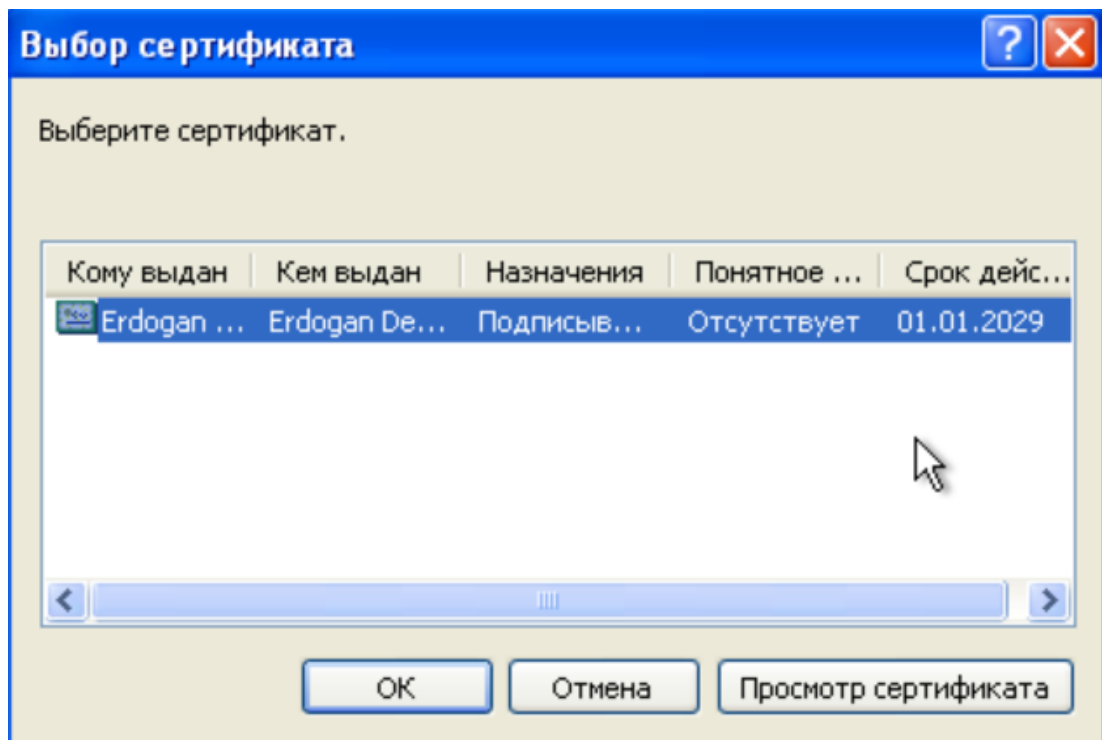 Выбор сертификата
Выберите сертификат.
Кому выдан Кем выдан Назначения Понятное ... Срок дейс...
Erdogan ... Erdogan De... Подписыв... Отсутствует 01.01.2029
ОК Отмена Просмотр сертификата